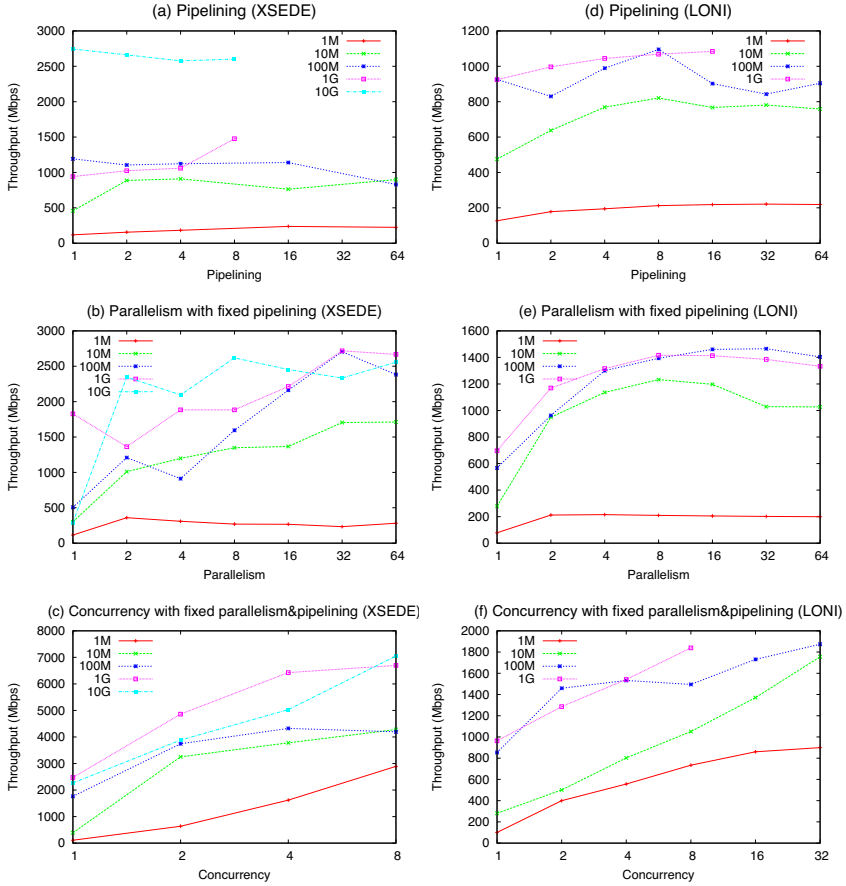 (a) Pipelining (XSEDE)
3000
2500
2000
1500
1000
500
0
Throughput (Mbps)
1M
10M
100M
1G
10G
1 2 4 8 16 32 64
Pipelining
(d) Pipelining (LONI)
1200
1000
800
600
400
200
0
Throughput (Mbps)
1M
10M
100M
1G
1 2 4 8 16 32 64
Pipelining
(b) Parallelism with fixed pipelining (XSEDE)
3000
2500
2000
1500
1000
500
0
Throughput (Mbps)
1M
10M
100M
1G
10G
1 2 4 8 16 32 64
Parallelism
(e) Parallelism with fixed pipelining (LONI)
1600
1400
1200
1000
800
600
400
200
0
Throughput (Mbps)
1M
10M
100M
1G
1 2 4 8 16 32 64
Parallelism
(c) Concurrency with fixed parallelism&pipelining (XSEDE)
8000
7000
6000
5000
4000
3000
2000
1000
0
Throughput (Mbps)
1M
10M
100M
1G
10G
1 2 4 8
Concurrency
(f) Concurrency with fixed parallelism&pipelining (LONI)
2000
1800
1600
1400
1200
1000
800
600
400
200
0
Throughput (Mbps)
1M
10M
100M
1G
1 2 4 8 16 32
Concurrency